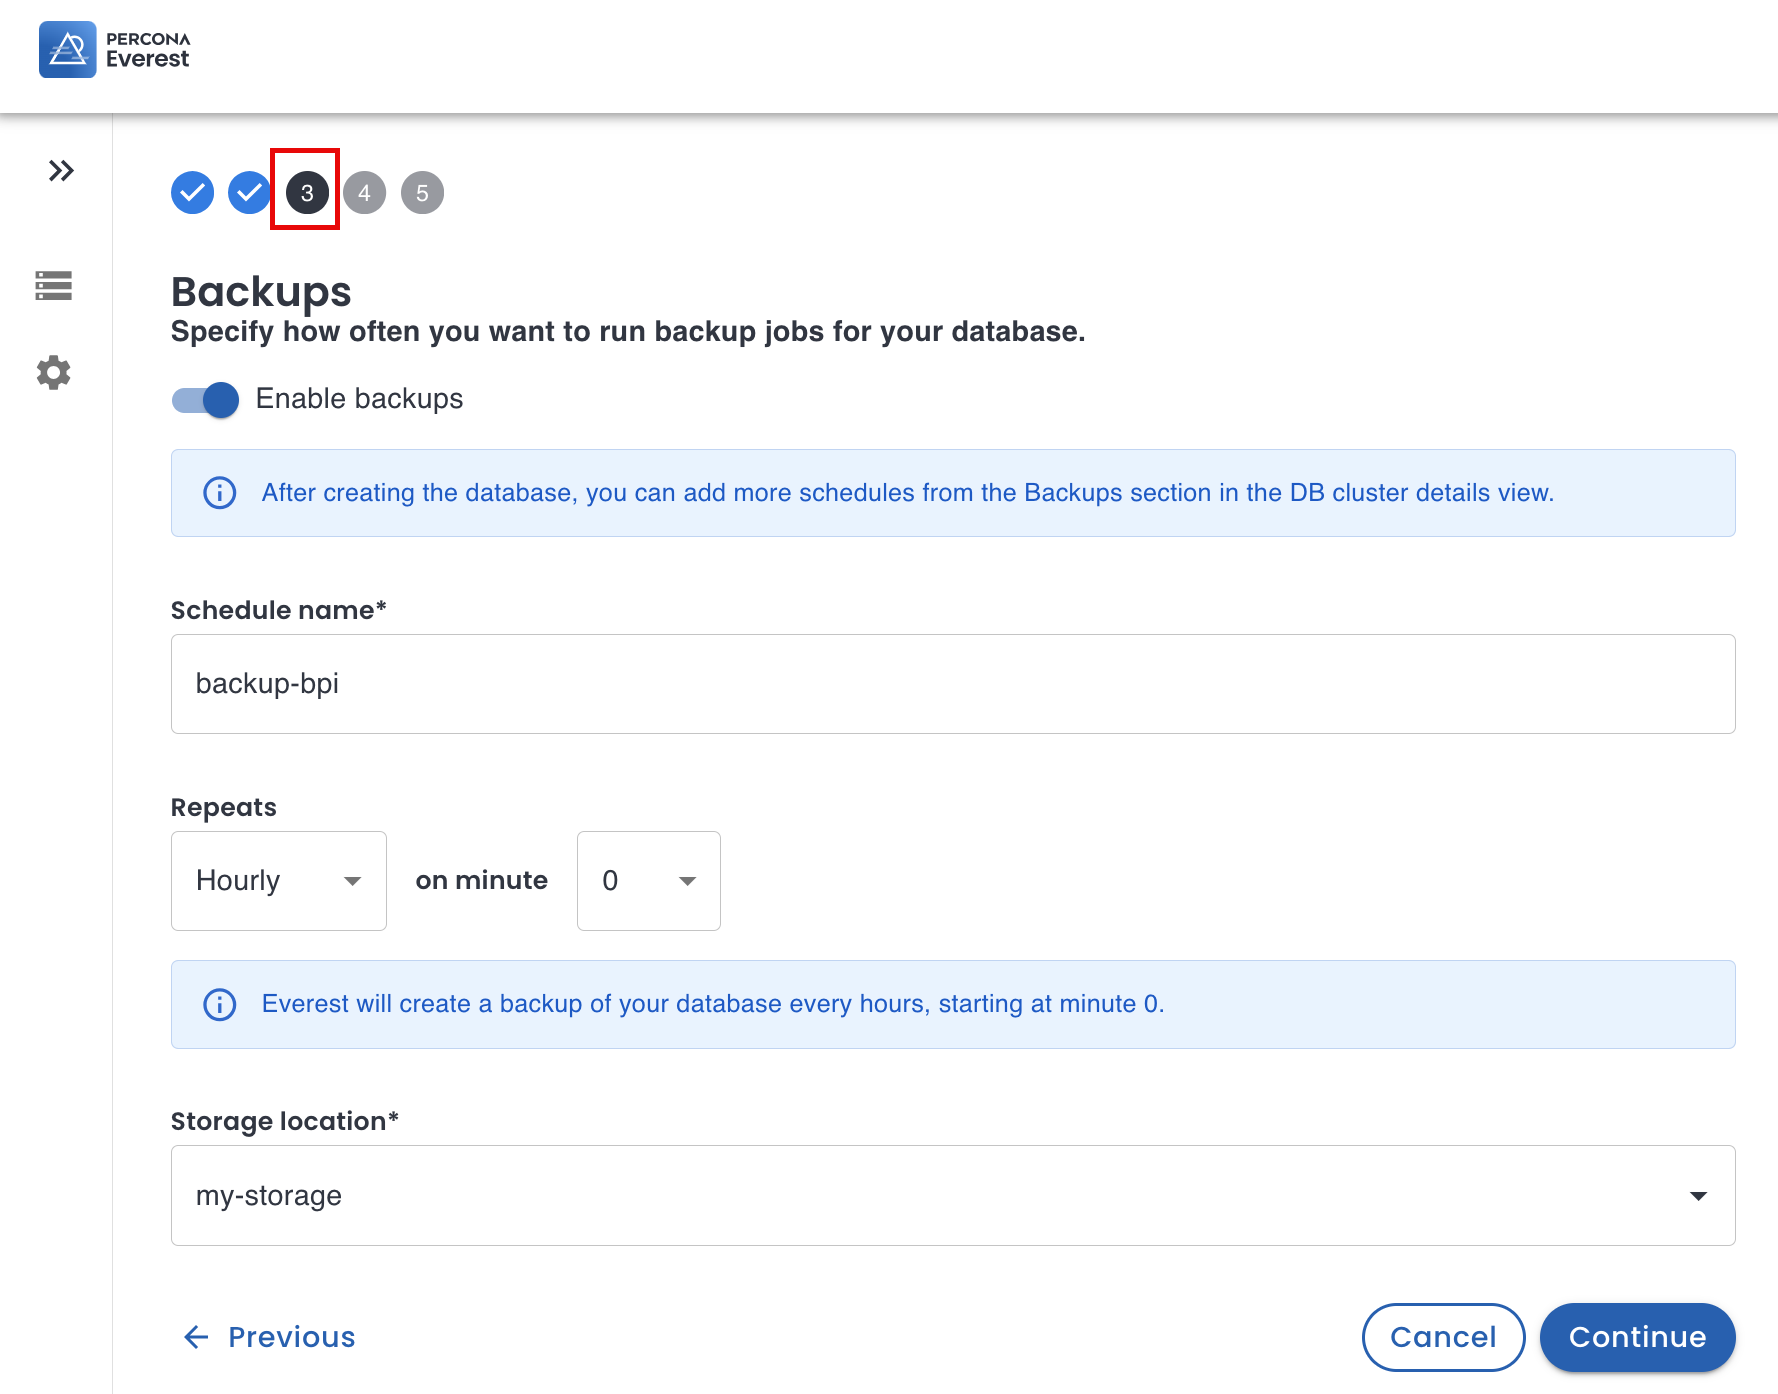 PERCONA
Everest
3 4 5
Backups
Specify how often you want to run backup jobs for your database.
Enable backups
After creating the database, you can add more schedules from the Backups section in the DB cluster details view.
Schedule name*
backup-bpi
Repeats
Hourly on minute 0
Everest will create a backup of your database every hours, starting at minute 0.
Storage location*
my-storage
Previous Cancel Continue